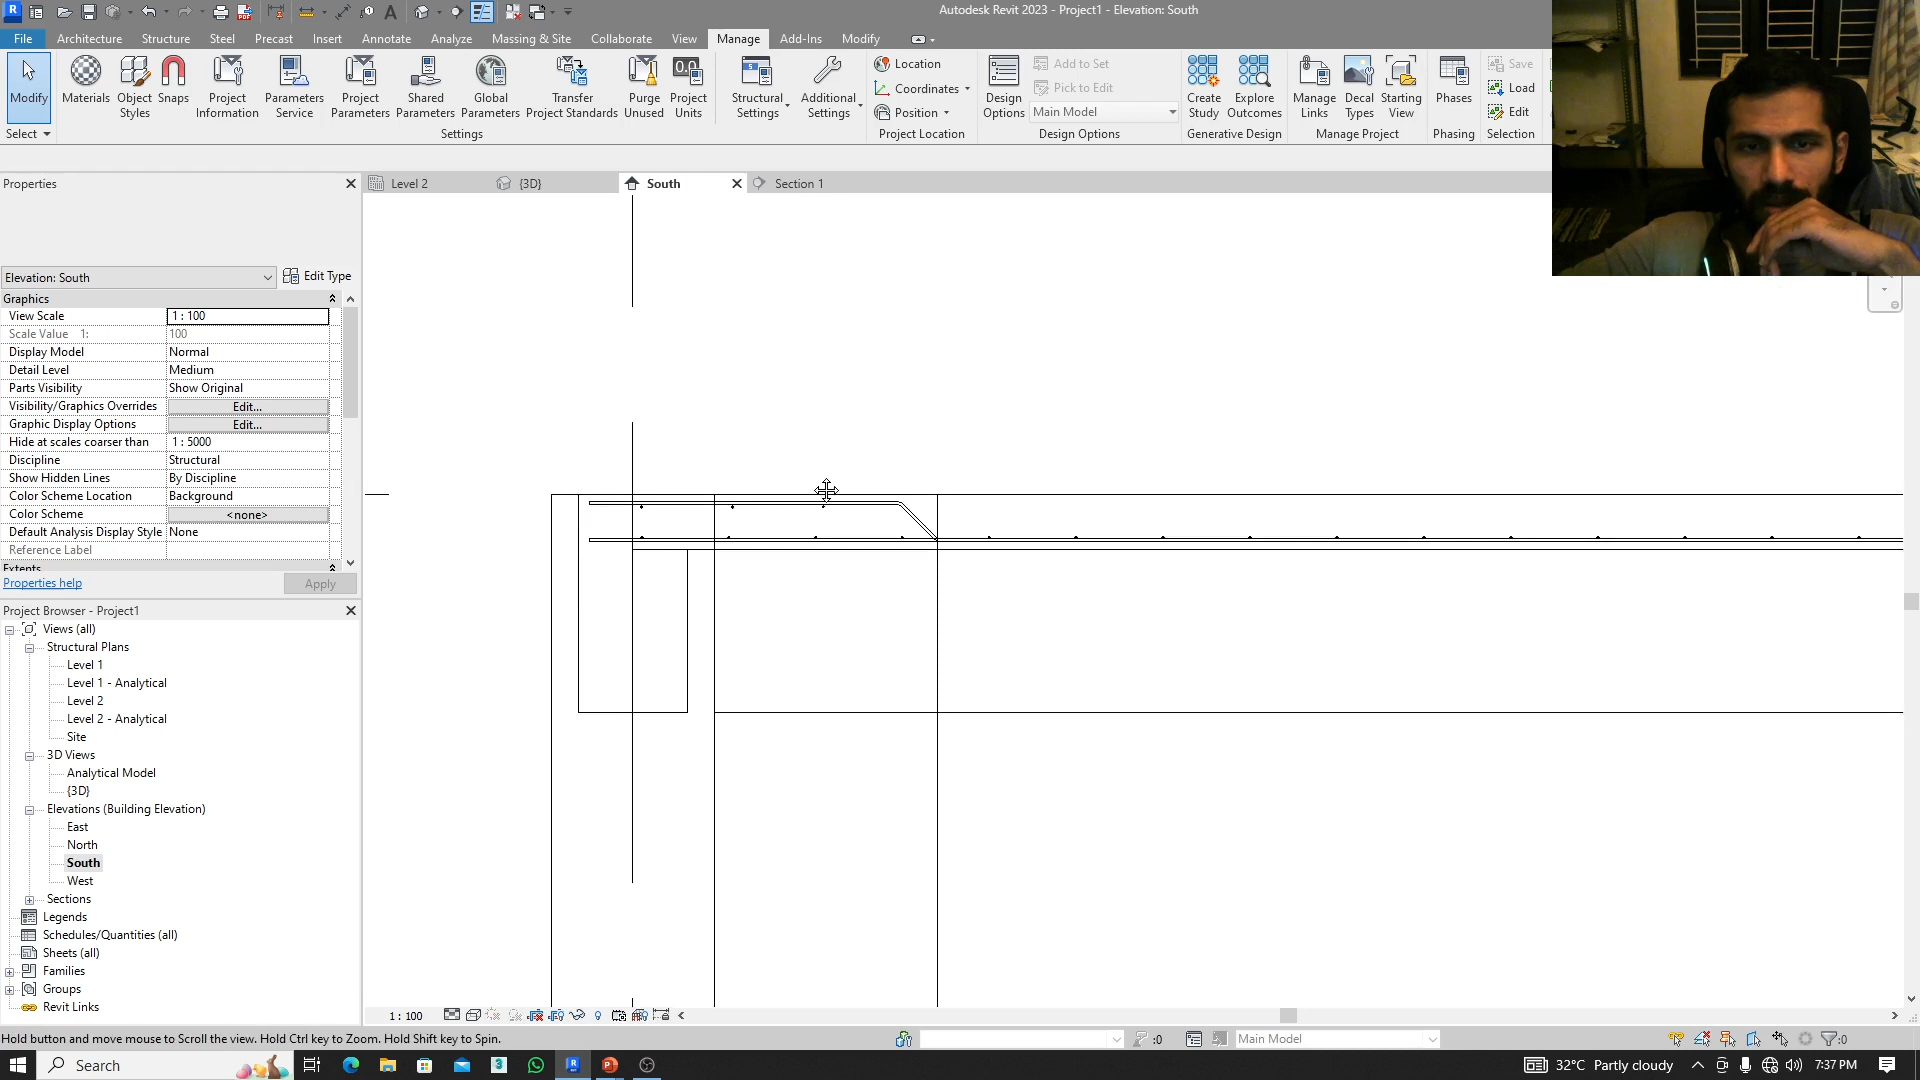 Autodesk Revit 2023 - Project1 - Elevation: South
File Architecture Structure Steel Precast Insert Annotate Analyze Massing & Site Collaborate View Manage Add-Ins Modify
Modify
Materials
Object Styles
Snaps
Project Information
Parameters Service
Project Parameters
Shared Parameters
Global Parameters
Transfer Project Standards
Purge Unused
Project Units
Structural Settings
Additional Settings
Location
Coordinates
Position
Design Options
Add to Set
Pick to Edit
Main Model
Create Study
Explore Outcomes
Manage Links
Decal Types
Starting View
Phases
Save
Load
Edit
Select
Settings
Project Location
Design Options
Generative Design
Manage Project
Phasing
Selection
Properties
Level 2
{3D}
South
Section 1
Elevation: South
Edit Type
Graphics
View Scale 1 : 100
Scale Value 1: 100
Display Model Normal
Detail Level Medium
Parts Visibility Show Original
Visibility/Graphics Overrides Edit...
Graphic Display Options Edit...
Hide at scales coarser than 1 : 5000
Discipline Structural
Show Hidden Lines By Discipline
Color Scheme Location Background
Color Scheme <none>
Default Analysis Display Style None
Reference Label
Extents
Properties help
Apply
Project Browser - Project1
Views (all)
Structural Plans
Level 1
Level 1 - Analytical
Level 2
Level 2 - Analytical
Site
3D Views
Analytical Model
{3D}
Elevations (Building Elevation)
East
North
South
West
Sections
Legends
Schedules/Quantities (all)
Sheets (all)
Families
Groups
Revit Links
1 : 100
Hold button and move mouse to Scroll the view. Hold Ctrl key to Zoom. Hold Shift key to Spin.
:0
Main Model
:0
Search
32°C Partly cloudy
7:37 PM